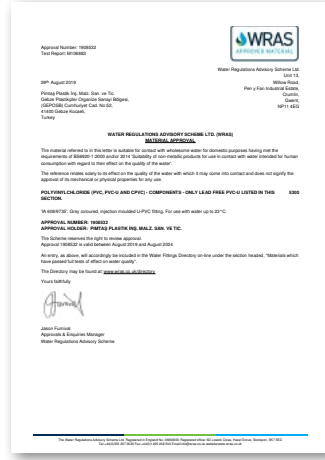 WRAS
APPROVED MATERIAL
Approval Number: 1908532
Test Report:
Water Regulations Advisory Scheme Ltd.
Unit 13,
Willow Road,
Pen y Fan Industrial Estate,
Crumlin,
Gwent,
NP11 4EG
August 2019
Pimtaş Plastik İnş. Malz. San. ve Tic.
Gebze Plastikçiler Organize Sanayi Bölgesi,
(GEPOSB) Cumhuriyet Cad. No:52,
41400 Gebze Kocaeli,
Turkey
WATER REGULATIONS ADVISORY SCHEME LTD. (WRAS)
MATERIAL APPROVAL
The material referred to in this letter is suitable for contact with wholesome water for domestic purposes having met the
requirements of BS6920-1:2000 and/or 2014 'Suitability of non-metallic products for use in contact with water intended for human
consumption with regard to their effect on the quality of the water'.
The reference relates solely to its effect on the quality of the water with which it may come into contact and does not signify the
approval of its mechanical or physical properties for any use.
POLYVINYLCHLORIDE (PVC, PVC-U AND CPVC) - COMPONENTS - ONLY LEAD FREE PVC-U LISTED IN THIS 5300
SECTION.
Grey coloured, injection moulded U-PVC fitting. For use with water up to 23°C.
APPROVAL NUMBER: 1908532
APPROVAL HOLDER: PIMTAŞ PLASTİK İNŞ. MALZ. SAN. VE TIC.
The Scheme reserves the right to review approval.
Approval 1908532 is valid between August 2019 and August 2024
An entry, as above, will accordingly be included in the Water Fittings Directory on-line under the section headed, "Materials which
have passed full tests of effect on water quality".
The Directory may be found at: www.wras.co.uk/directory
Yours faithfully
Jason Furnival
Approvals & Enquiries Manager
Water Regulations Advisory Scheme